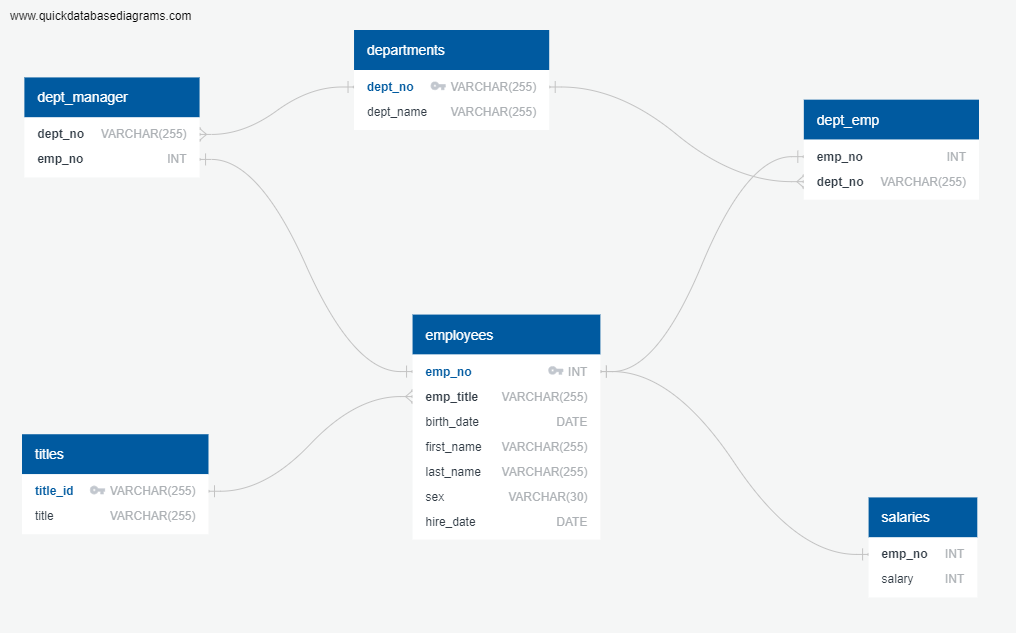 www.quickdatabasediagrams.com
departments
dept_no VARCHAR(255)
dept_name VARCHAR(255)
dept_manager
dept_no VARCHAR(255)
emp_no INT
dept_emp
emp_no INT
dept_no VARCHAR(255)
employees
emp_no INT
emp_title VARCHAR(255)
birth_date DATE
first_name VARCHAR(255)
last_name VARCHAR(255)
sex VARCHAR(30)
hire_date DATE
titles
title_id VARCHAR(255)
title VARCHAR(255)
salaries
emp_no INT
salary INT